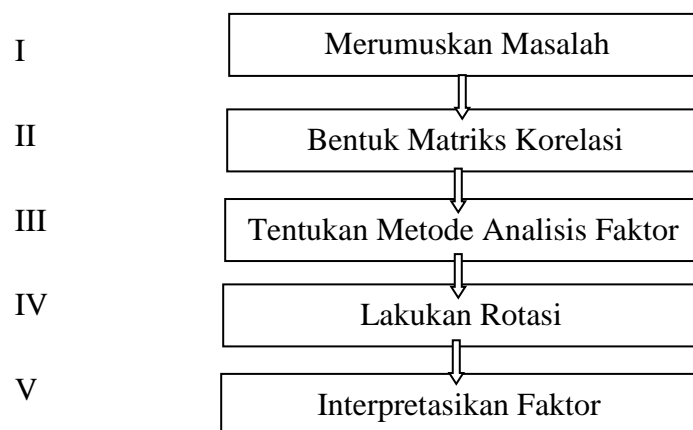 I Merumuskan Masalah
II Bentuk Matriks Korelasi
III Tentukan Metode Analisis Faktor
IV Lakukan Rotasi
V Interpretasikan Faktor